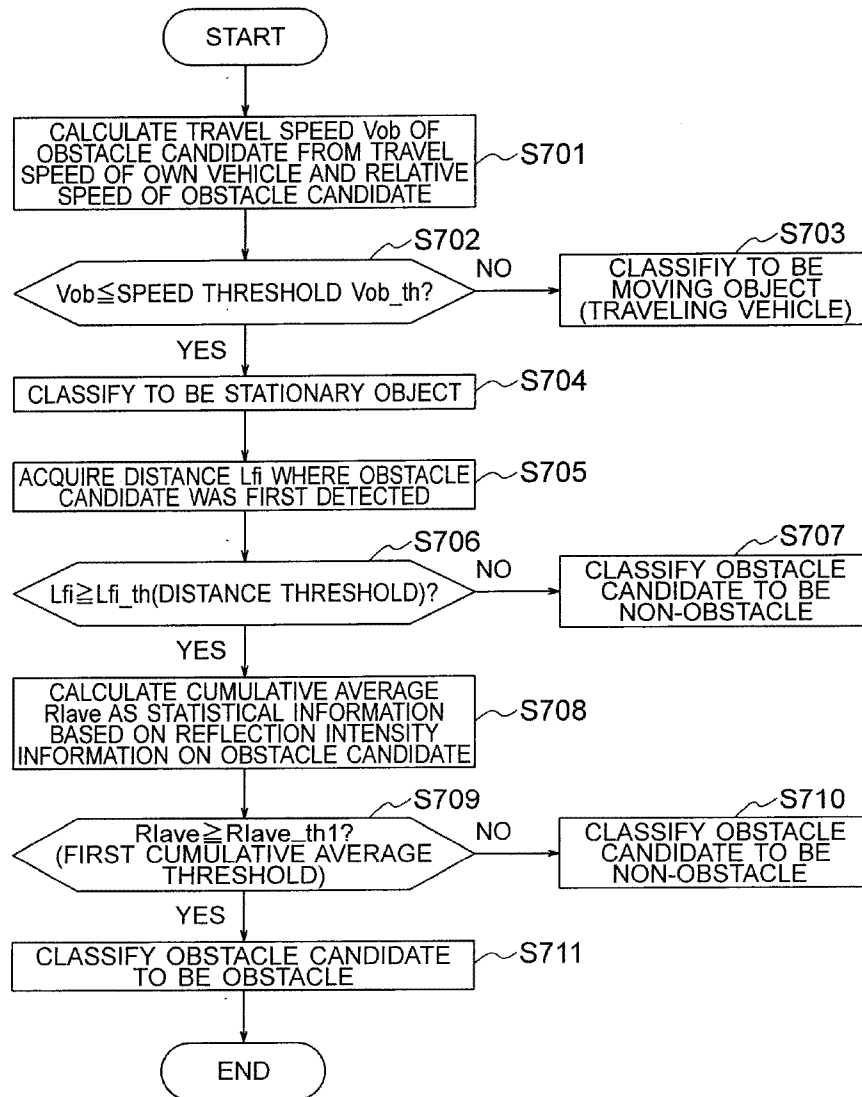 START
CALCULATE TRAVEL SPEED Vob OF
OBSTACLE CANDIDATE FROM TRAVEL
SPEED OF OWN VEHICLE AND RELATIVE
SPEED OF OBSTACLE CANDIDATE
S701
S702
Vob≦SPEED THRESHOLD Vob_th?
NO
S703
CLASSIFIY TO BE
MOVING OBJECT
(TRAVELING VEHICLE)
YES
CLASSIFY TO BE STATIONARY OBJECT
S704
ACQUIRE DISTANCE Lfi WHERE OBSTACLE
CANDIDATE WAS FIRST DETECTED
S705
S706
Lfi≧Lfi_th(DISTANCE THRESHOLD)?
NO
S707
CLASSIFY OBSTACLE
CANDIDATE TO BE
NON-OBSTACLE
YES
CALCULATE CUMULATIVE AVERAGE
RIave AS STATISTICAL INFORMATION
BASED ON REFLECTION INTENSITY
INFORMATION ON OBSTACLE CANDIDATE
S708
S709
RIave≧RIave_th1?
(FIRST CUMULATIVE AVERAGE
THRESHOLD)
NO
S710
CLASSIFY OBSTACLE
CANDIDATE TO BE
NON-OBSTACLE
YES
CLASSIFY OBSTACLE CANDIDATE
TO BE OBSTACLE
S711
END